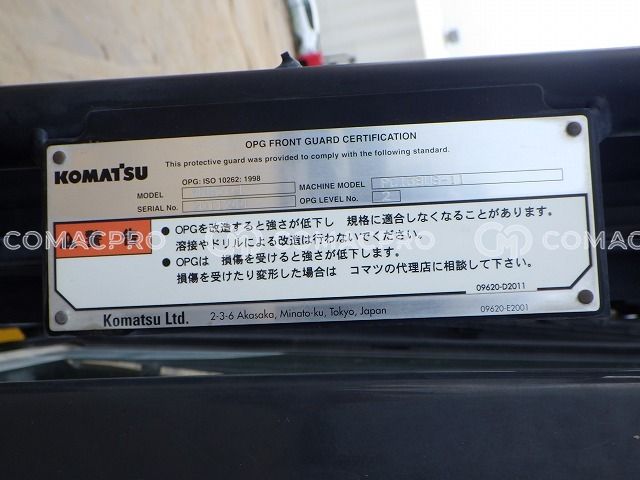 OPG FRONT GUARD CERTIFICATION
KOMATSU
This protective guard was provided to comply with the following standard.
OPG: ISO 10262: 1998
MODEL
MACHINE MODEL
SERIAL No.
OPG LEVEL No. 2
注意
• OPGを改造すると強さが低下し 規格に適合しなくなることがあります。
溶接やドリルによる改造は行わないでください。
• OPGは 損傷を受けると強さが低下します。
損傷を受けたり変形した場合は コマツの代理店に相談して下さい。
09620-D2011
Komatsu Ltd. 2-3-6 Akasaka, Minato-ku, Tokyo, Japan 09620-E2001
COMACPRO COMACPRO COMACPRO